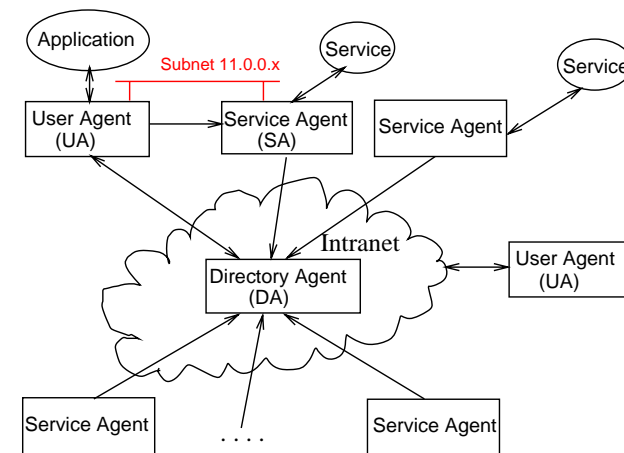 Application
Subnet 11.0.0.x
Service
Service
User Agent
(UA)
Service Agent
(SA)
Service Agent
Intranet
Directory Agent
(DA)
User Agent
(UA)
Service Agent
. . . .
Service Agent